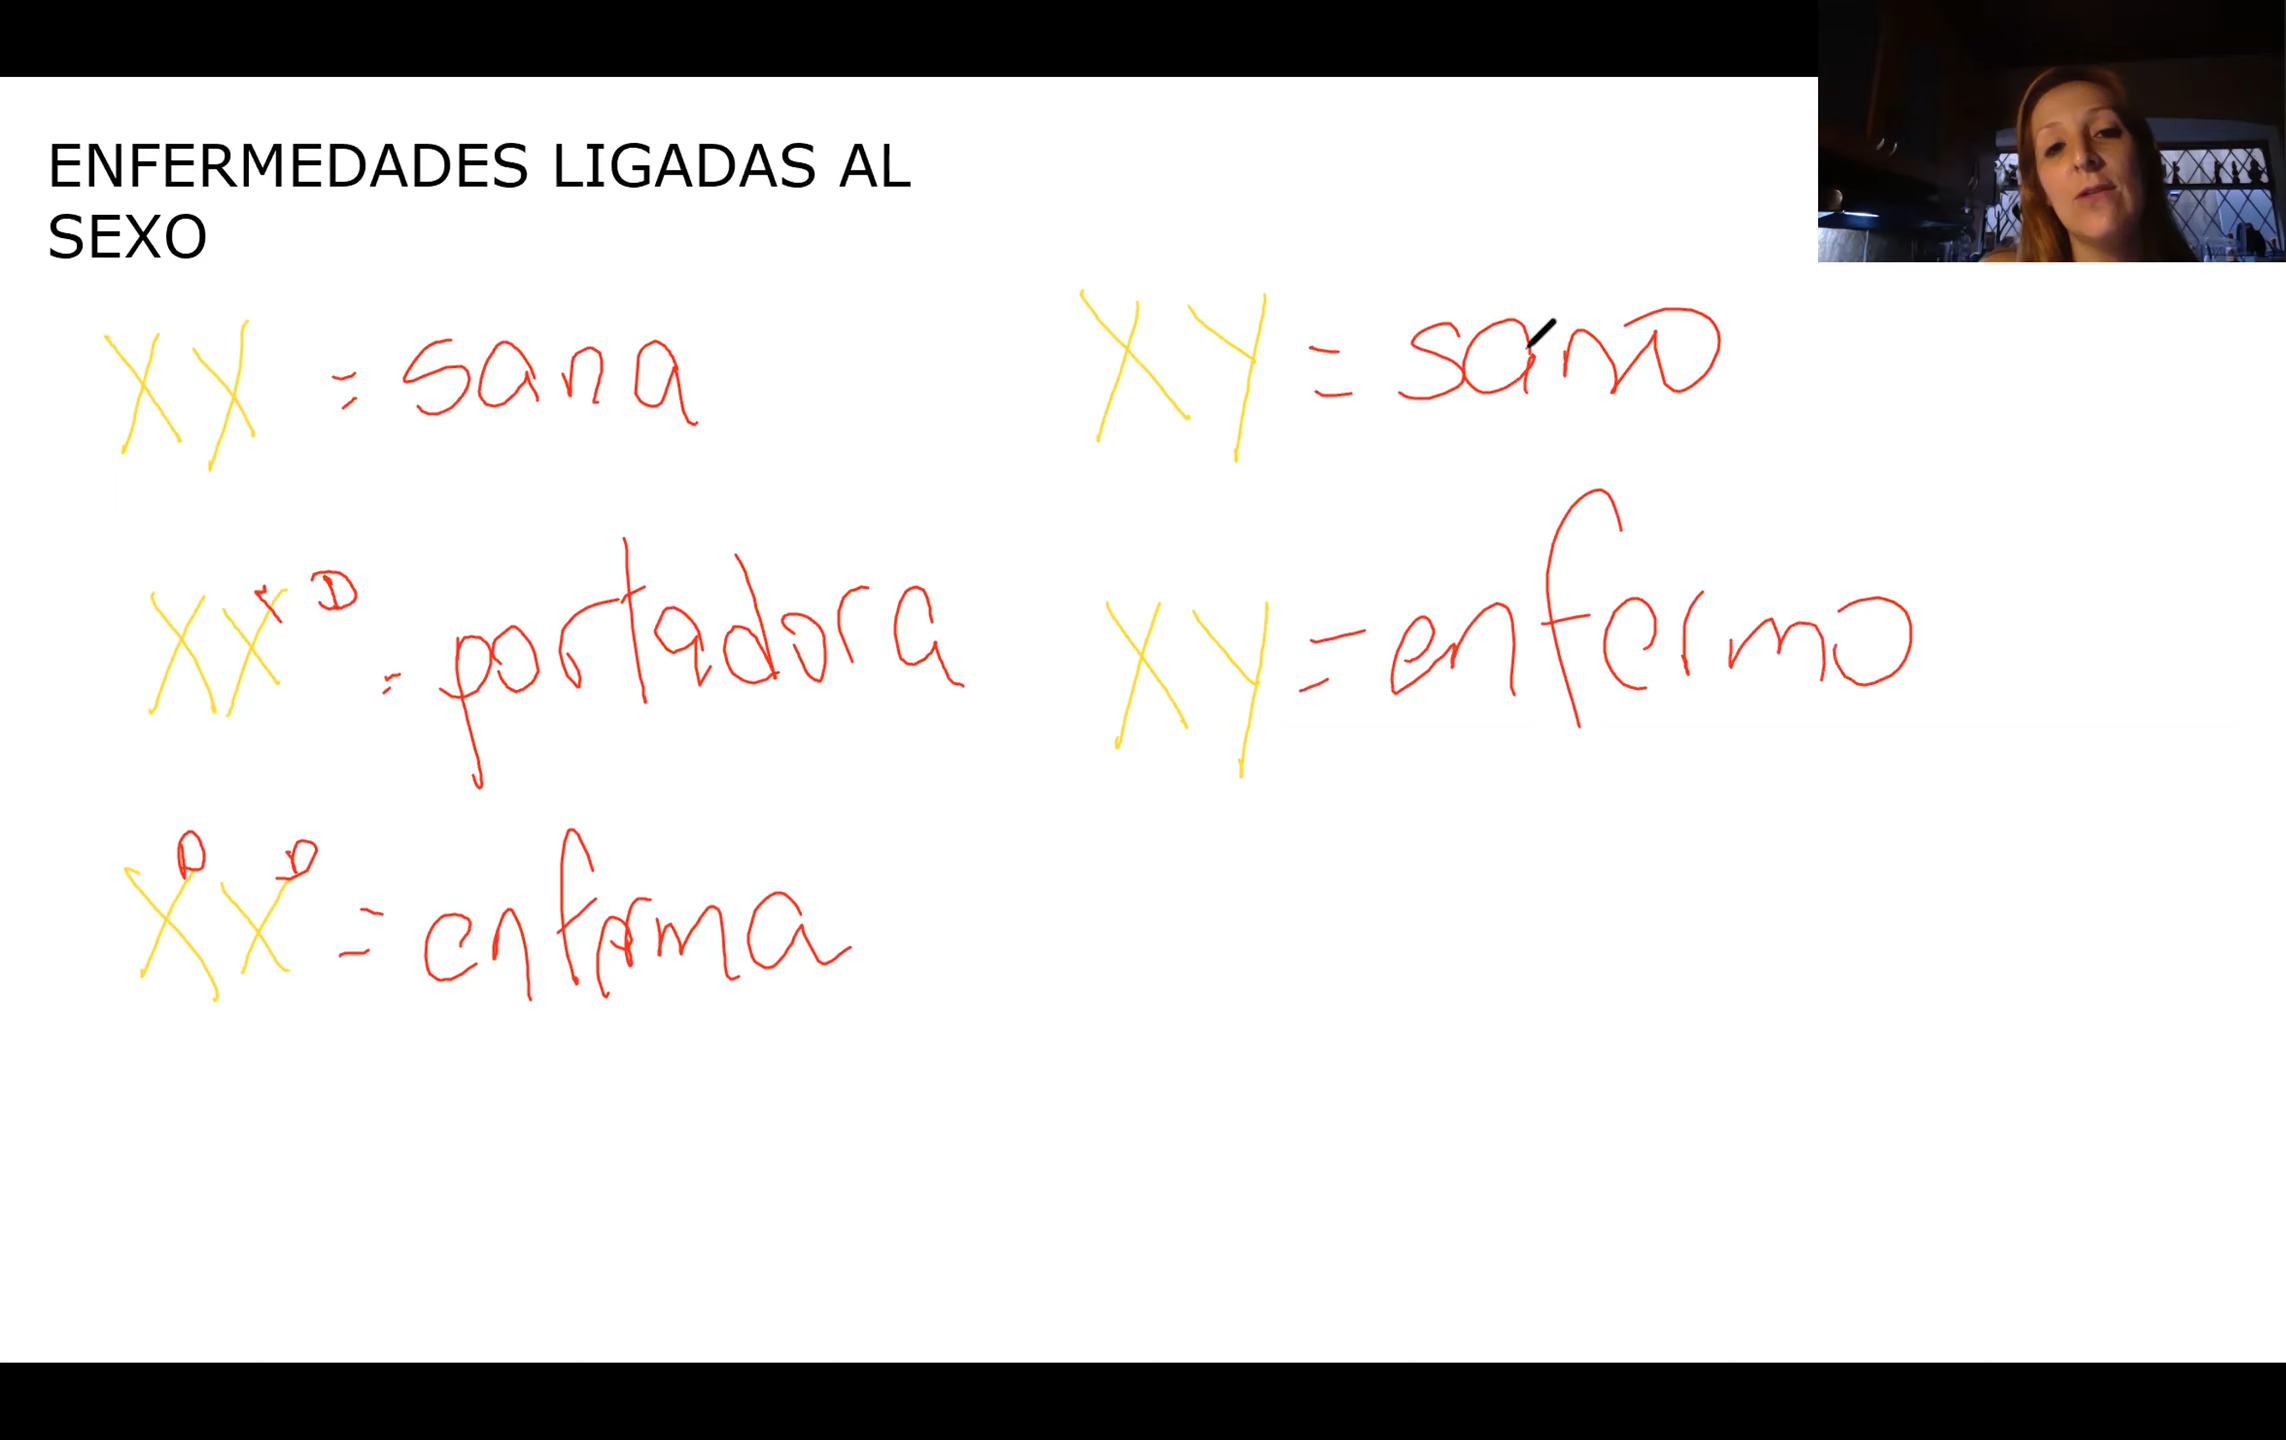 ENFERMEDADES LIGADAS AL
SEXO
XX = sana
XX D = portadora
X D X D = enferma
XY = sano
XY = enfermo